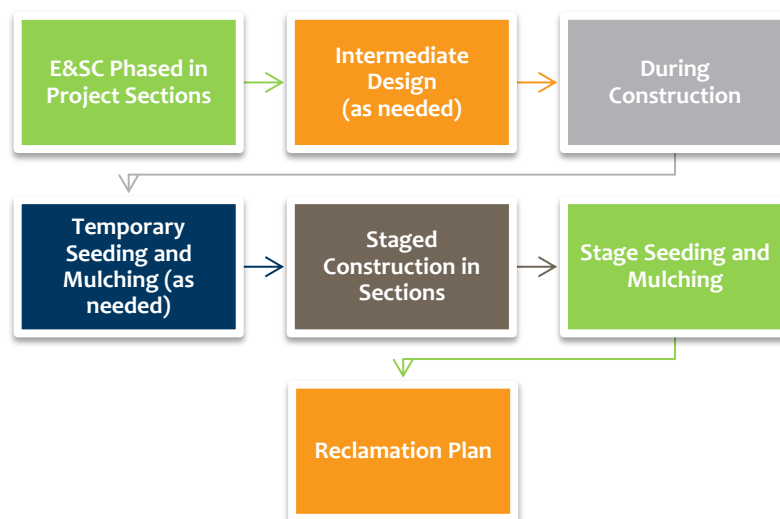 E&SC Phased in
Project Sections
Intermediate
Design
(as needed)
During
Construction
Temporary
Seeding and
Mulching (as
needed)
Staged
Construction in
Sections
Stage Seeding and
Mulching
Reclamation Plan